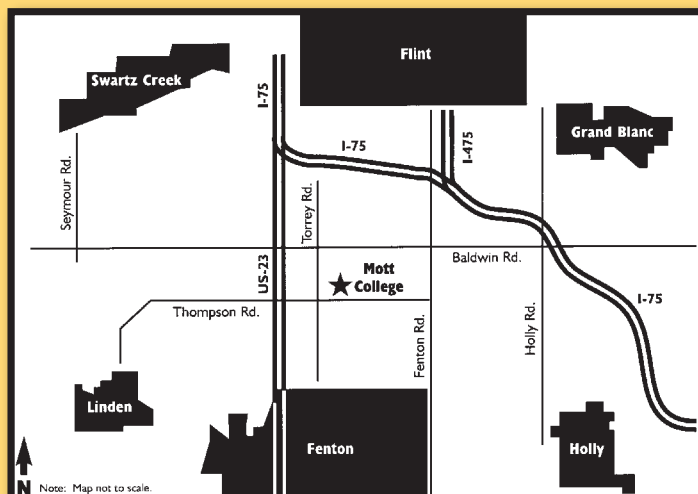 Flint
Swartz Creek
I-75
Grand Blanc
I-75
I-475
Seymour Rd.
Torrey Rd.
Baldwin Rd.
US-23
Mott
College
Thompson Rd.
I-75
Fenton Rd.
Holly Rd.
Linden
Fenton
Holly
N Note: Map not to scale.